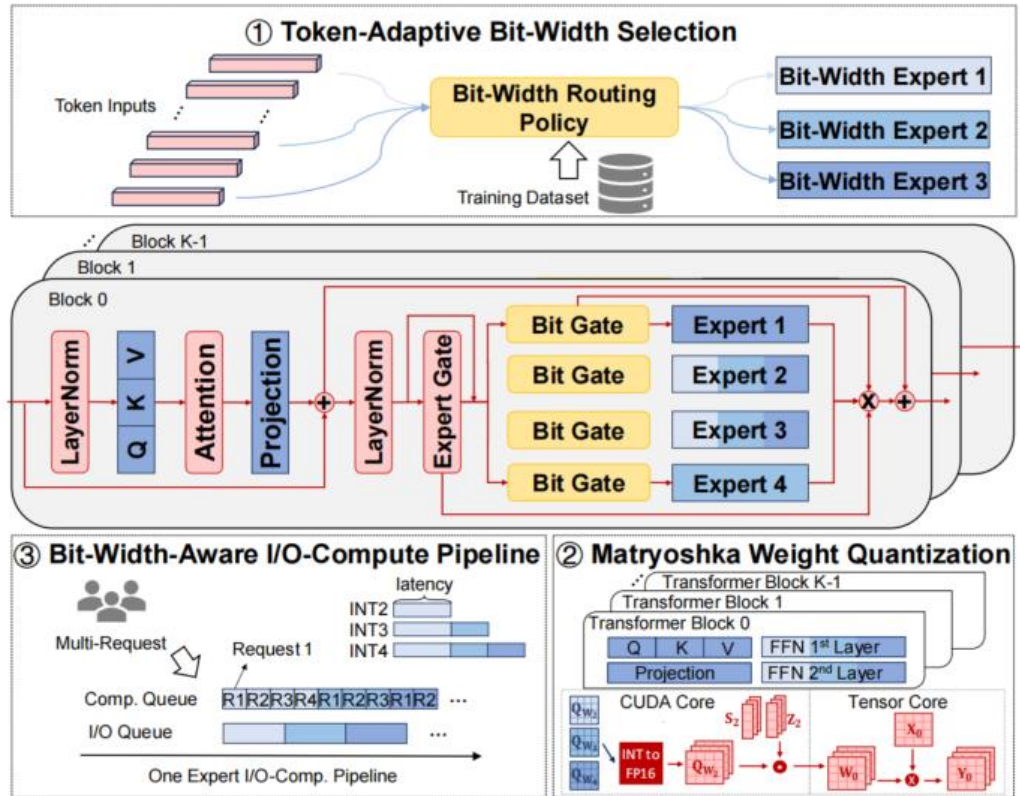 ① Token-Adaptive Bit-Width Selection
Token Inputs
Bit-Width Routing
Policy
Training Dataset
Bit-Width Expert 1
Bit-Width Expert 2
Bit-Width Expert 3
Block K-1
Block 1
Block 0
LayerNorm
Q K V
Attention
Projection
+
LayerNorm
Expert Gate
Bit Gate Expert 1
Bit Gate Expert 2
Bit Gate Expert 3
Bit Gate Expert 4
X +
③ Bit-Width-Aware I/O-Compute Pipeline
Multi-Request
latency
INT2
INT3
INT4
Request 1
Comp. Queue R1 R2 R3 R4 R1 R2 R3 R1 R2 ...
I/O Queue ...
One Expert I/O-Comp. Pipeline
② Matryoshka Weight Quantization
Transformer Block K-1
Transformer Block 1
Transformer Block 0
Q K V FFN 1st Layer
Projection FFN 2nd Layer
CUDA Core Tensor Core
S₂ Z₂
INT to
FP16
W₀
X₀
X
Y₀